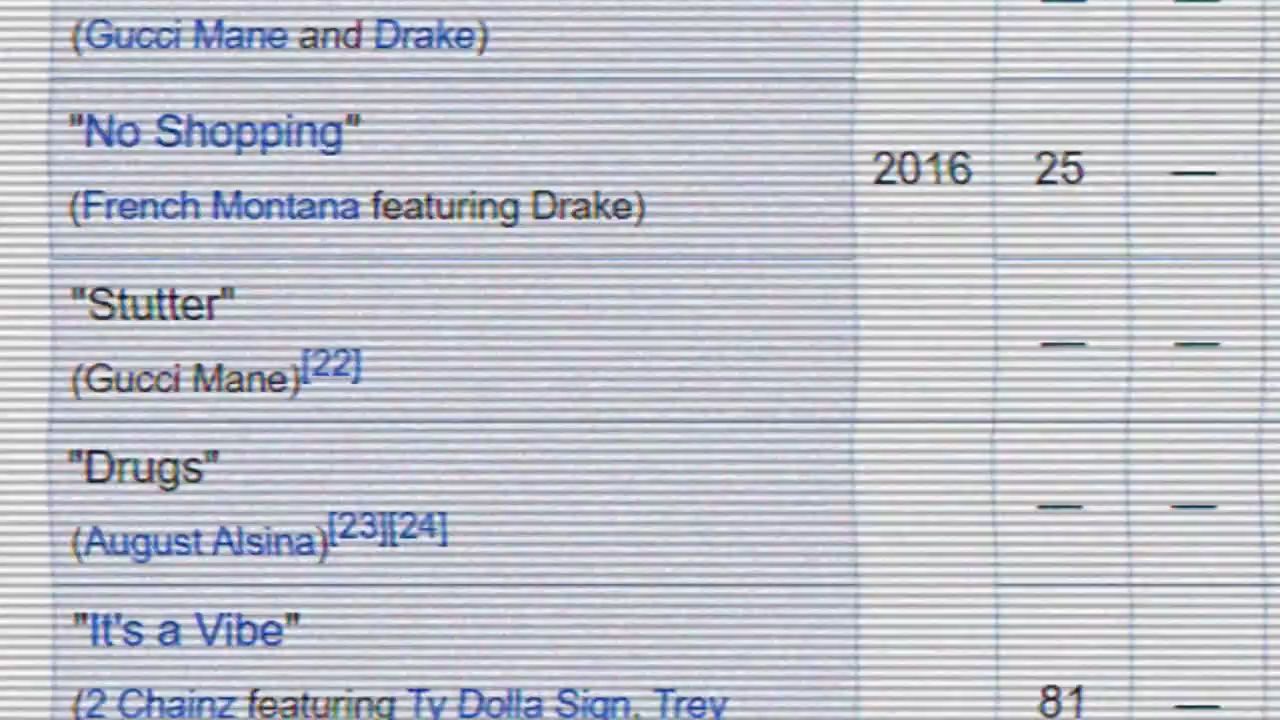 (Gucci Mane and Drake)
— —
"No Shopping"
(French Montana featuring Drake)
2016 25 —
"Stutter"
(Gucci Mane)[22]
— —
"Drugs"
(August Alsina)[23][24]
— —
"It's a Vibe"
(2 Chainz featuring Ty Dolla Sign, Trey
81 —